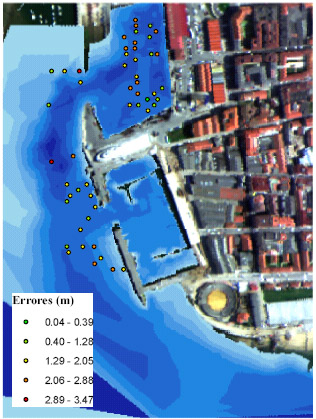 Errores (m)
0.04 - 0.39
0.40 - 1.28
1.29 - 2.05
2.06 - 2.88
2.89 - 3.47